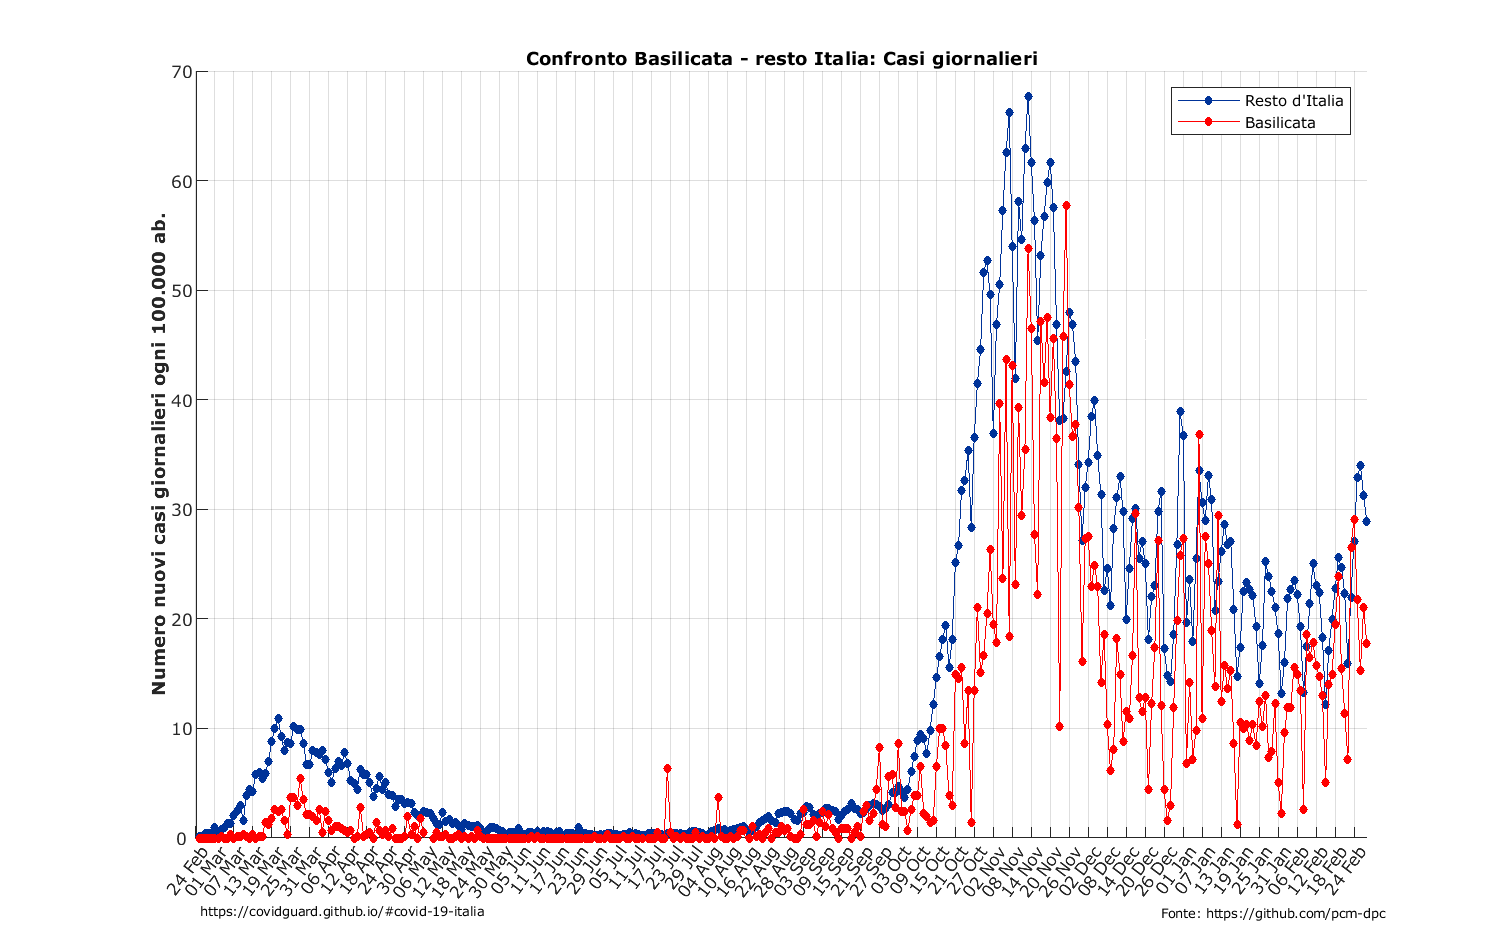 Confronto Basilicata - resto Italia: Casi giornalieri
Resto d'Italia
Basilicata
Numero nuovi casi giornalieri ogni 100.000 ab.
70
60
50
40
30
20
10
0
24 Feb
01 Mar
07 Mar
13 Mar
19 Mar
25 Mar
31 Mar
06 Apr
12 Apr
18 Apr
24 Apr
30 Apr
06 May
12 May
18 May
24 May
30 May
05 Jun
11 Jun
17 Jun
23 Jun
29 Jun
05 Jul
11 Jul
17 Jul
23 Jul
29 Jul
04 Aug
10 Aug
16 Aug
22 Aug
28 Aug
03 Sep
09 Sep
15 Sep
21 Sep
27 Sep
03 Oct
09 Oct
15 Oct
21 Oct
27 Oct
02 Nov
08 Nov
14 Nov
20 Nov
26 Nov
02 Dec
08 Dec
14 Dec
20 Dec
26 Dec
01 Jan
07 Jan
13 Jan
19 Jan
25 Jan
31 Jan
06 Feb
12 Feb
18 Feb
24 Feb
https://covidguard.github.io/#covid-19-italia
Fonte: https://github.com/pcm-dpc